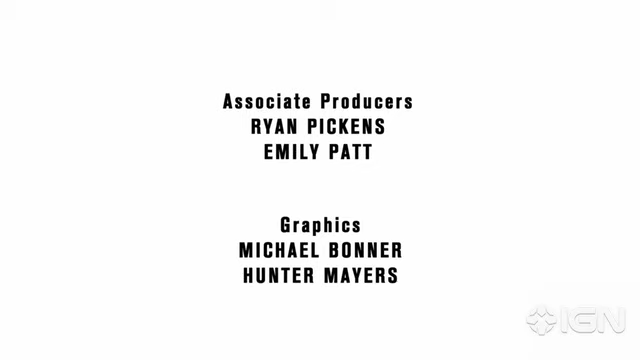 Associate Producers
RYAN PICKENS
EMILY PATT
Graphics
MICHAEL BONNER
HUNTER MAYERS
IGN